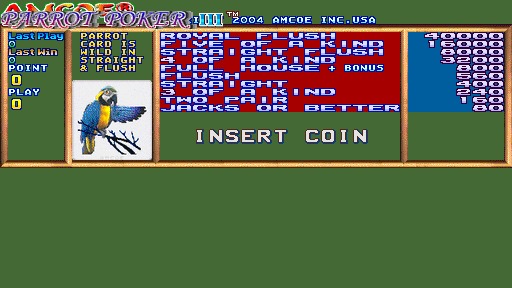 AMCOE®
PARROT POKER III™ 2004 AMCOE INC.USA
Last Play
0
Last Win
0
POINT
0
PLAY
0
PARROT
CARD IS
WILD IN
STRAIGHT
& FLUSH
ROYAL FLUSH 40000
FIVE OF A KIND 16000
STRAIGHT FLUSH 8000
4 OF A KIND 3200
FULL HOUSE + BONUS 800
FLUSH 560
STRAIGHT 400
3 OF A KIND 240
TWO PAIR 160
JACKS OR BETTER 80
INSERT COIN